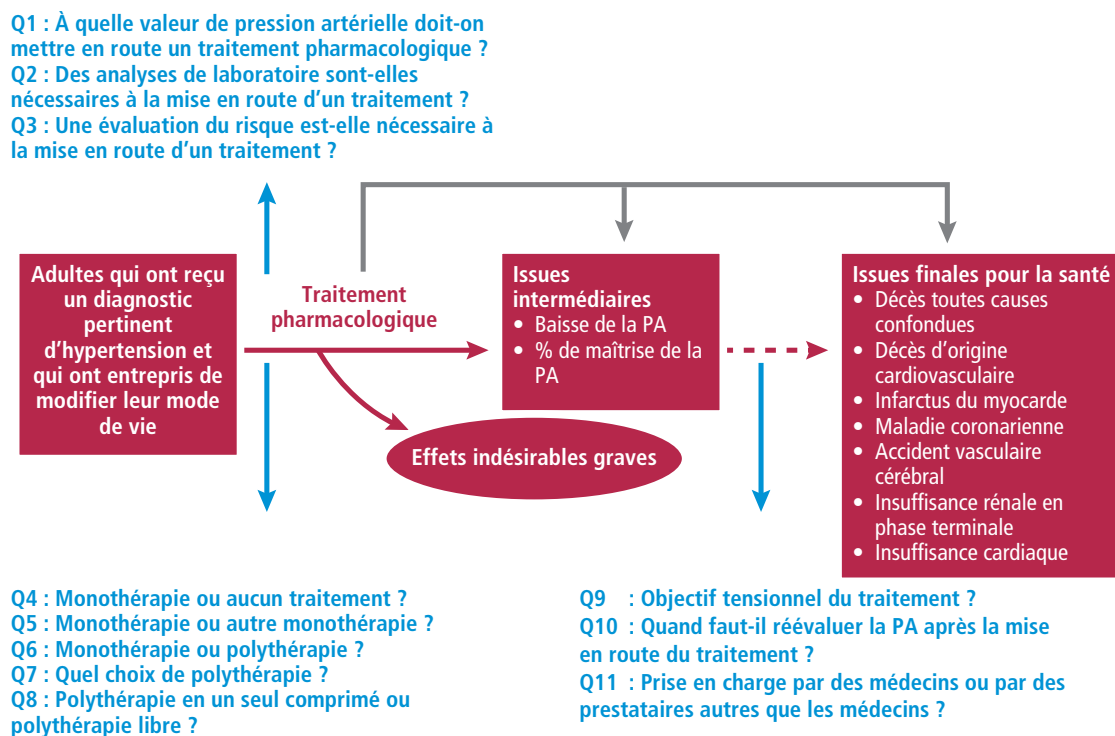 Q1 : À quelle valeur de pression artérielle doit-on
mettre en route un traitement pharmacologique ?
Q2 : Des analyses de laboratoire sont-elles
nécessaires à la mise en route d’un traitement ?
Q3 : Une évaluation du risque est-elle nécessaire à
la mise en route d’un traitement ?
Adultes qui ont reçu
un diagnostic
pertinent
d’hypertension et
qui ont entrepris de
modifier leur mode
de vie
Traitement
pharmacologique
Effets indésirables graves
Issues
intermédiaires
• Baisse de la PA
• % de maîtrise de la
PA
Issues finales pour la santé
• Décès toutes causes
confondues
• Décès d’origine
cardiovasculaire
• Infarctus du myocarde
• Maladie coronarienne
• Accident vasculaire
cérébral
• Insuffisance rénale en
phase terminale
• Insuffisance cardiaque
Q4 : Monothérapie ou aucun traitement ?
Q5 : Monothérapie ou autre monothérapie ?
Q6 : Monothérapie ou polythérapie ?
Q7 : Quel choix de polythérapie ?
Q8 : Polythérapie en un seul comprimé ou
polythérapie libre ?
Q9 : Objectif tensionnel du traitement ?
Q10 : Quand faut-il réévaluer la PA après la mise
en route du traitement ?
Q11 : Prise en charge par des médecins ou par des
prestataires autres que les médecins ?